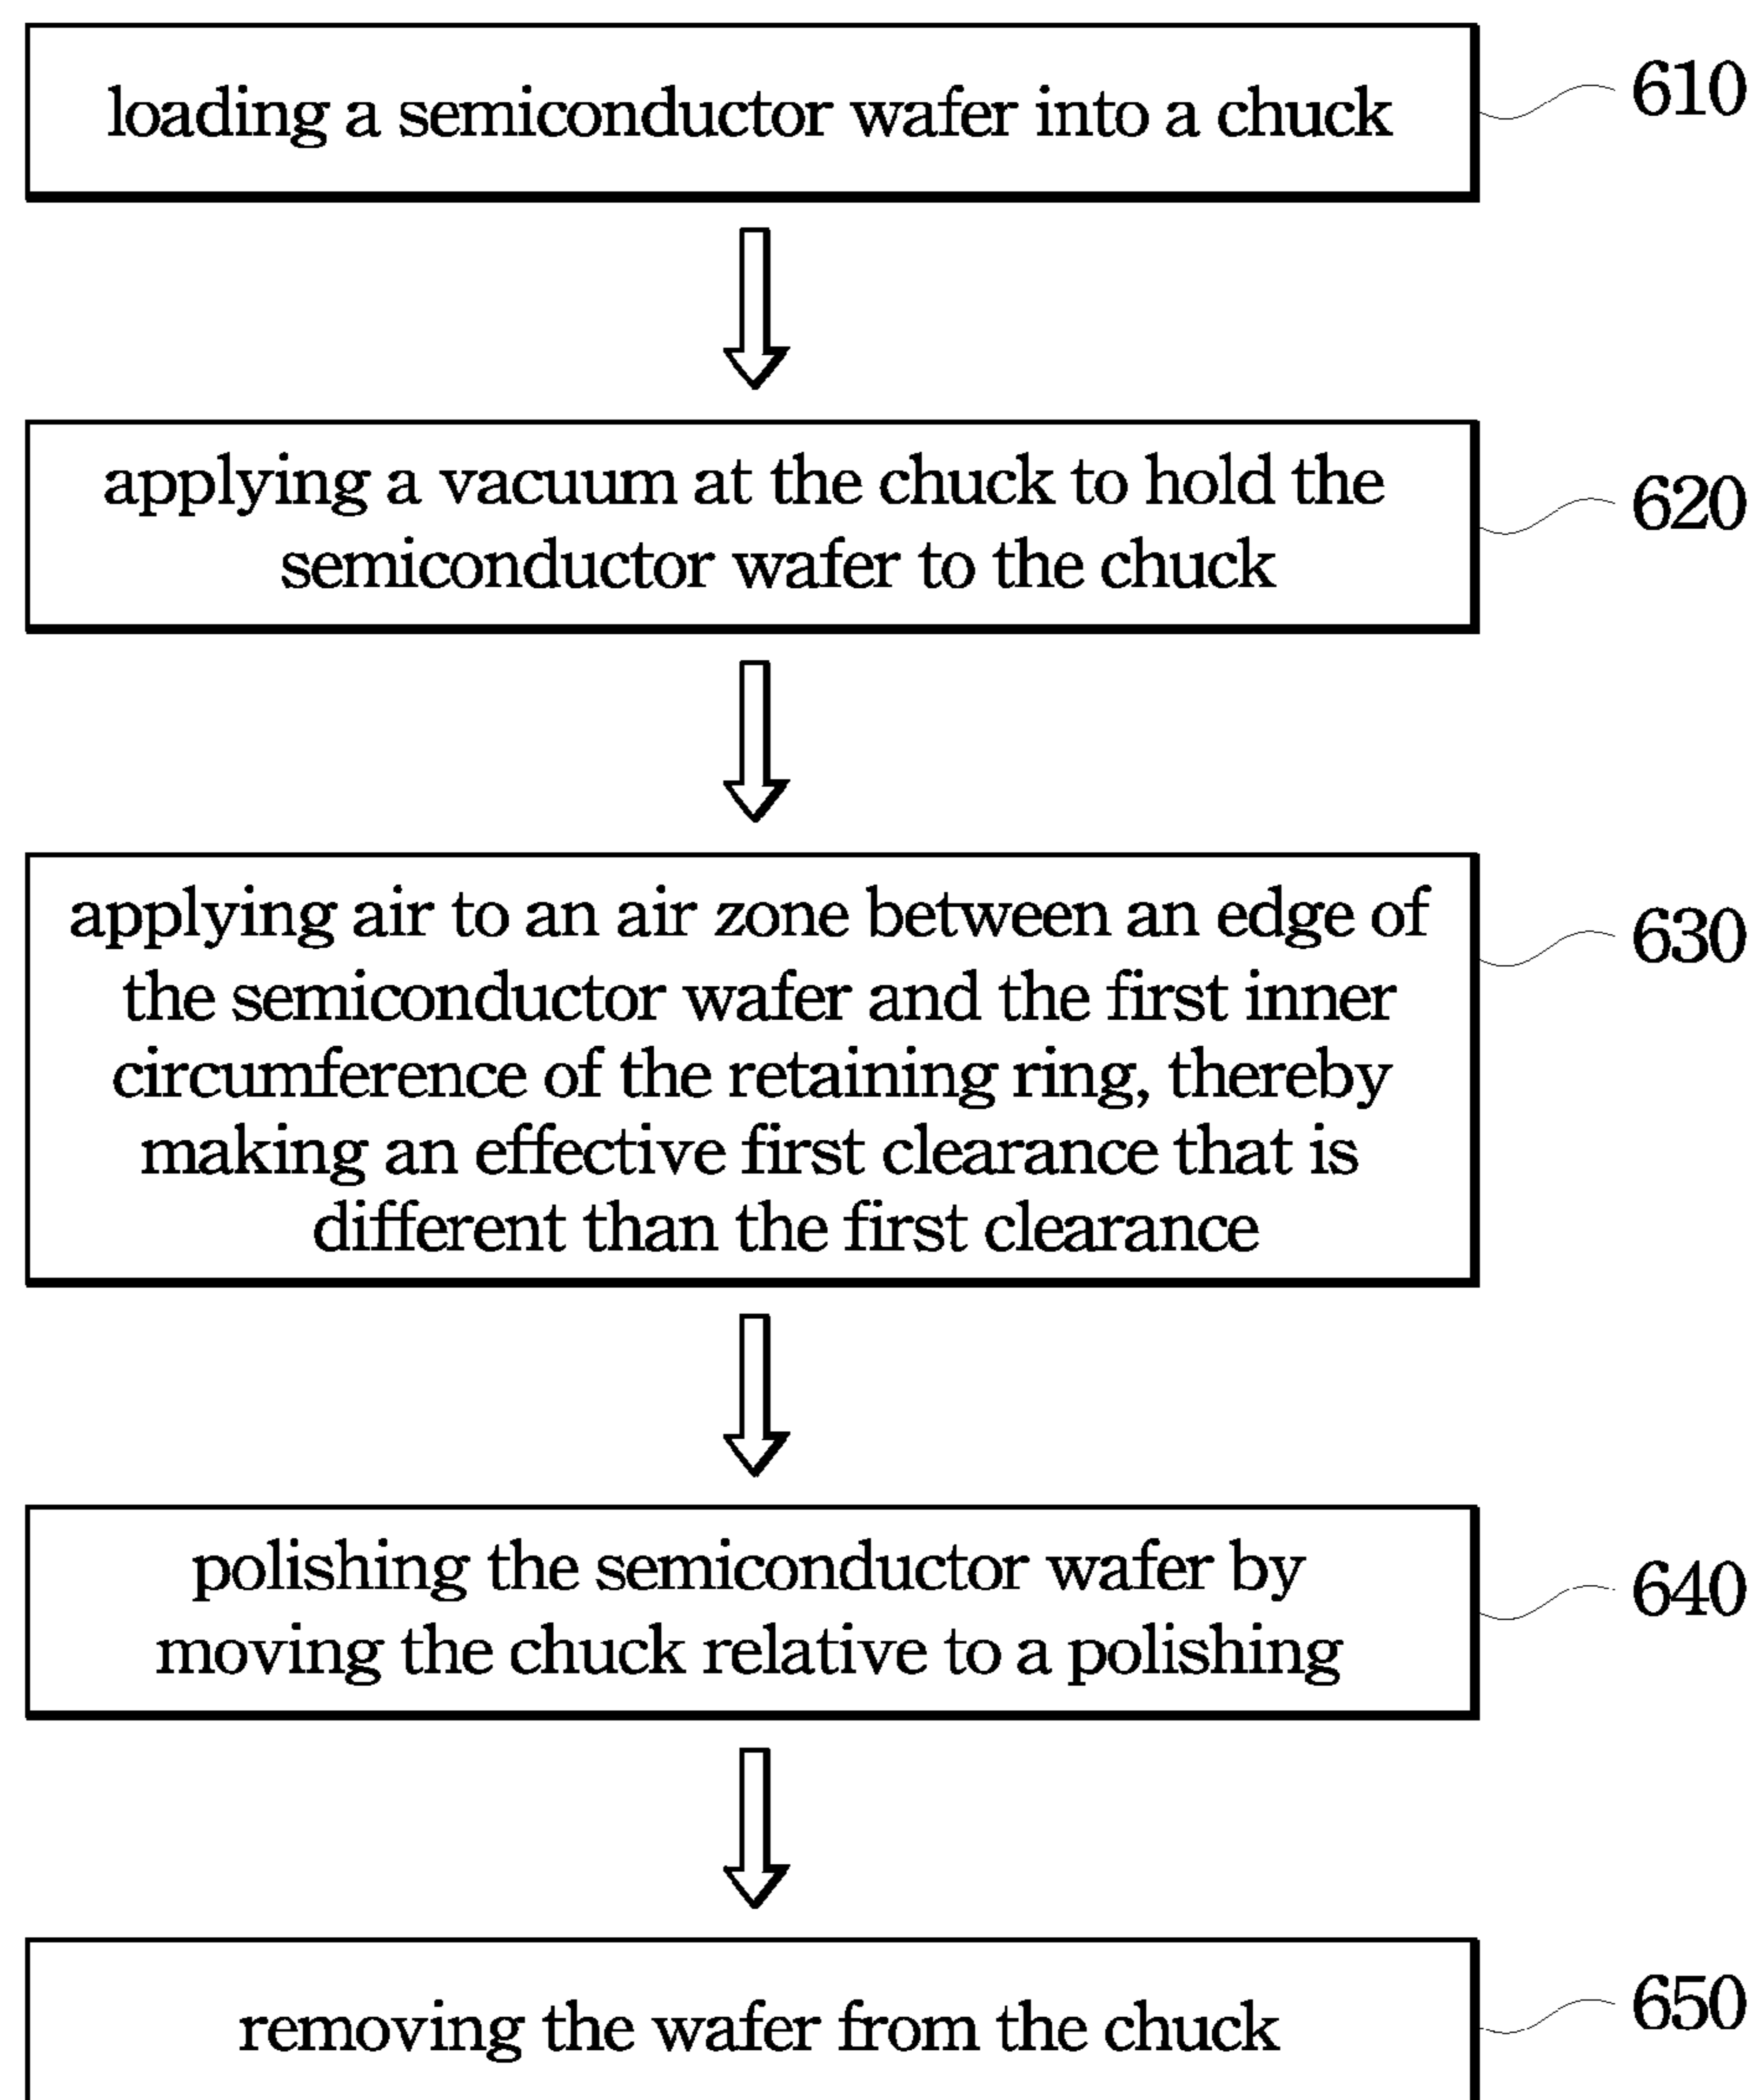 loading a semiconductor wafer into a chuck
610
applying a vacuum at the chuck to hold the
semiconductor wafer to the chuck
620
applying air to an air zone between an edge of
the semiconductor wafer and the first inner
circumference of the retaining ring, thereby
making an effective first clearance that is
different than the first clearance
630
polishing the semiconductor wafer by
moving the chuck relative to a polishing
640
removing the wafer from the chuck
650